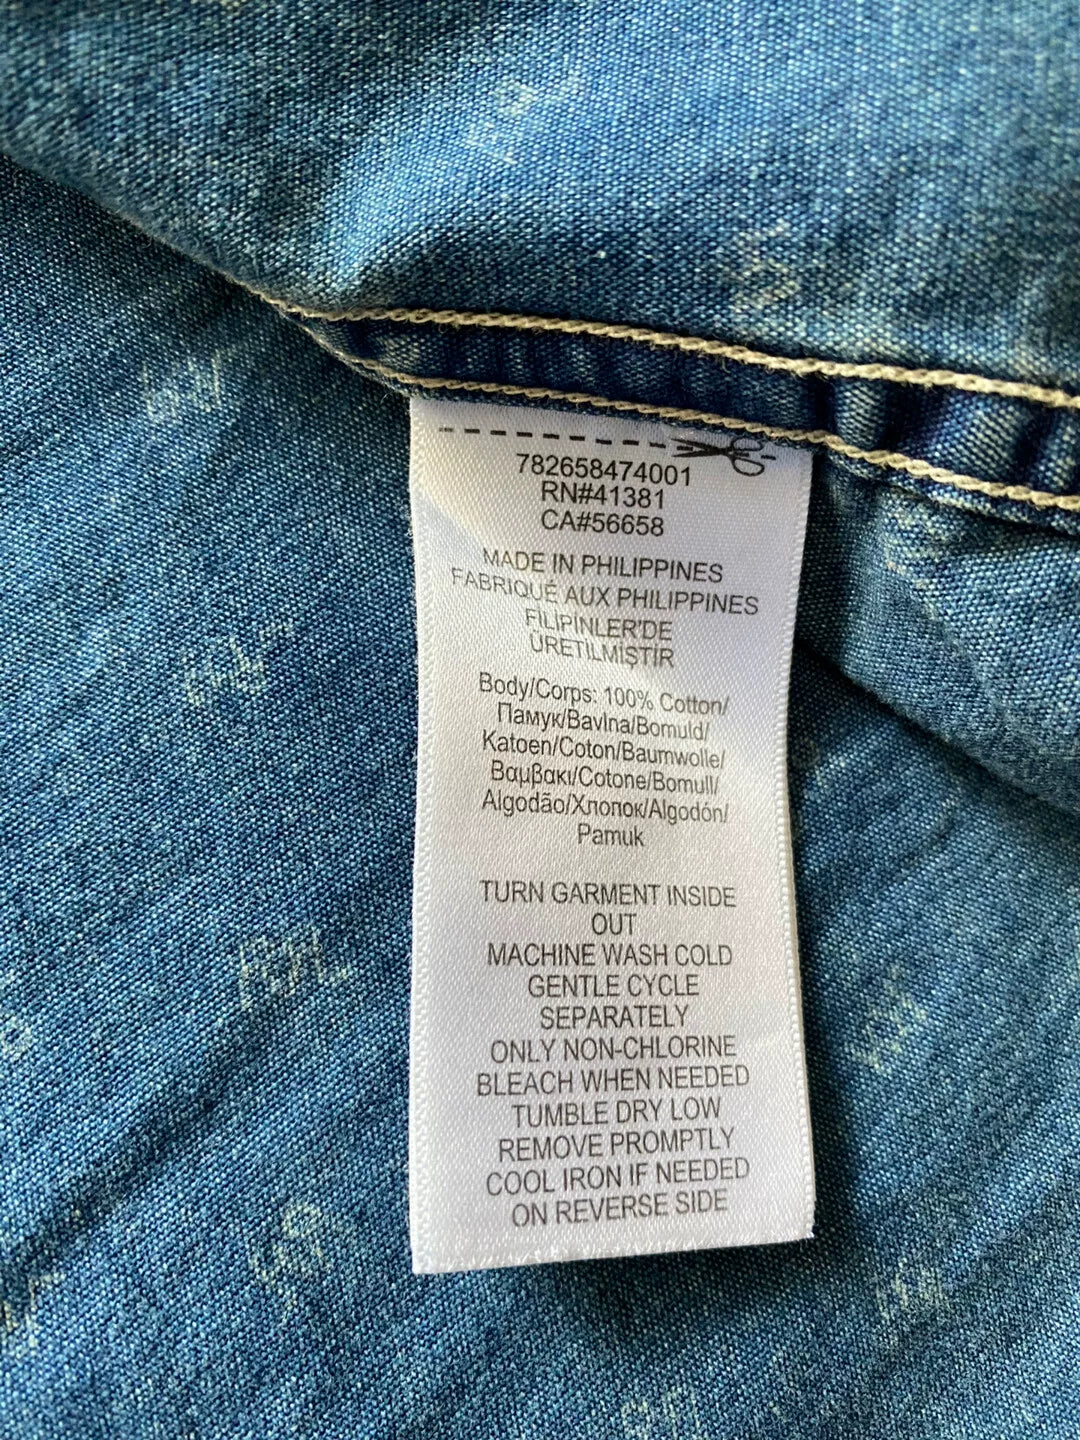 782658474001
RN#41381
CA#56658
MADE IN PHILIPPINES
FABRIQUÉ AUX PHILIPPINES
FILIPINLER'DE
ÜRETILMIŞTIR
Body/Corps: 100% Cotton/
Памук/Bavlna/Bomuld/
Katoen/Coton/Baumwolle/
Βαμβακι/Cotone/Bomull/
Algodão/Хлопок/Algodón/
Pamuk
TURN GARMENT INSIDE
OUT
MACHINE WASH COLD
GENTLE CYCLE
SEPARATELY
ONLY NON-CHLORINE
BLEACH WHEN NEEDED
TUMBLE DRY LOW
REMOVE PROMPTLY
COOL IRON IF NEEDED
ON REVERSE SIDE